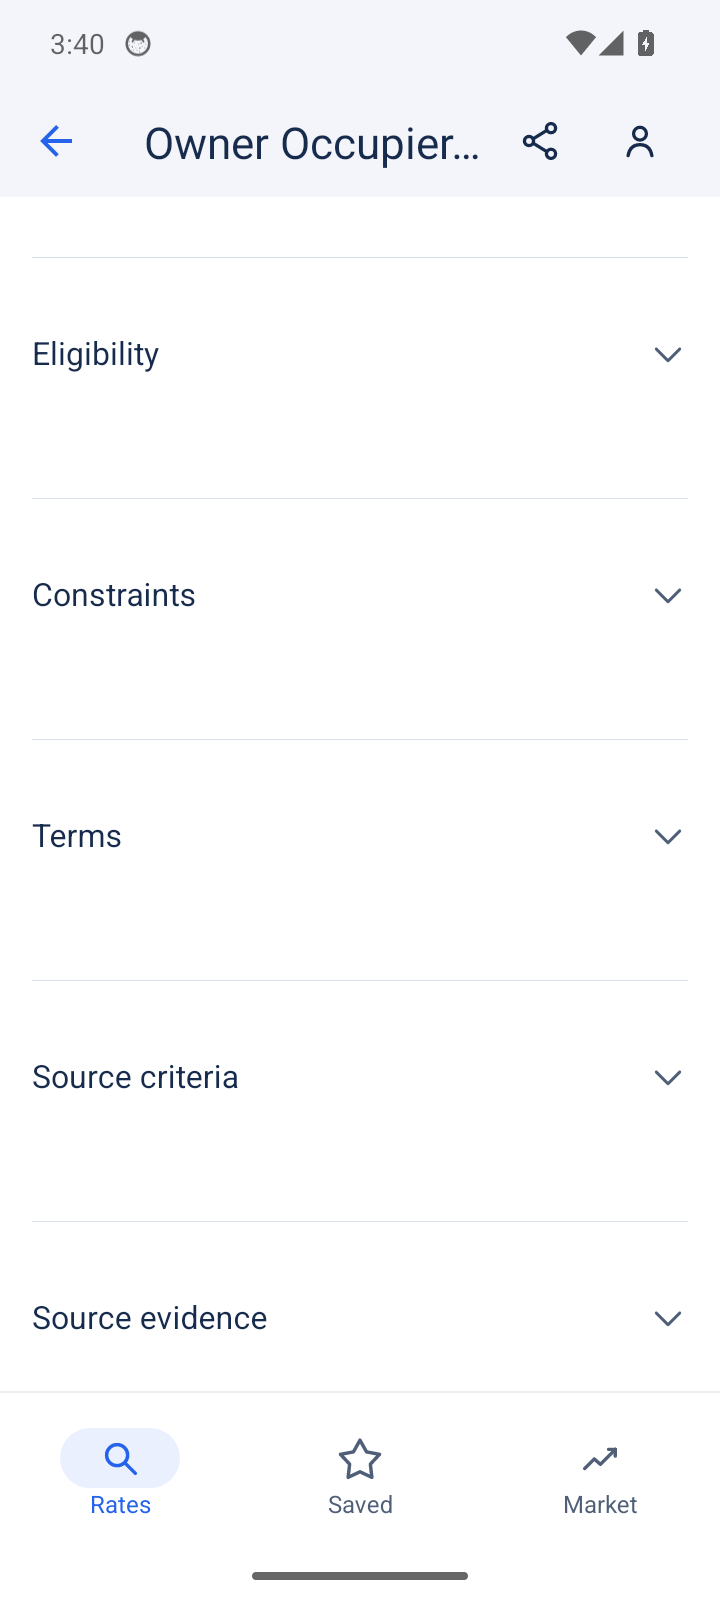 3:40
Owner Occupier...
Eligibility
Constraints
Terms
Source criteria
Source evidence
Rates
Saved
Market